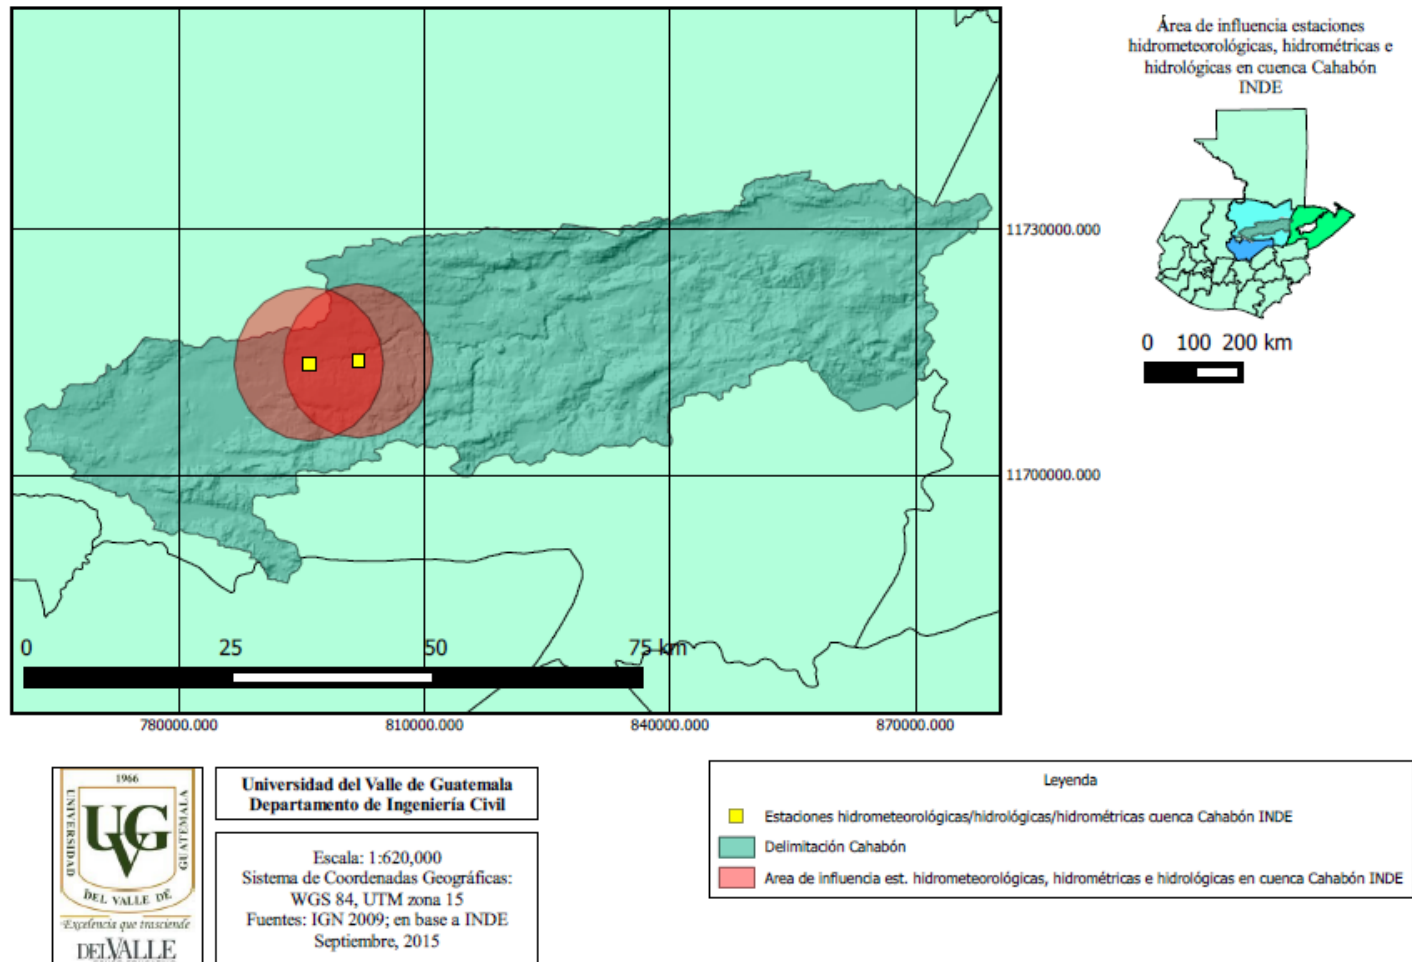 Área de influencia estaciones
hidrometeorológicas, hidrométricas e
hidrológicas en cuenca Cahabón
INDE
0 100 200 km
11730000.000
11700000.000
0 25 50 75 km
780000.000 810000.000 840000.000 870000.000
1966
UNIVERSIDAD
UVG
GUATEMALA
DEL VALLE DE
Excelencia que trasciende
DEL VALLE
Universidad del Valle de Guatemala
Departamento de Ingeniería Civil
Escala: 1:620,000
Sistema de Coordenadas Geográficas:
WGS 84, UTM zona 15
Fuentes: IGN 2009; en base a INDE
Septiembre, 2015
Leyenda
Estaciones hidrometeorológicas/hidrológicas/hidrométricas cuenca Cahabón INDE
Delimitación Cahabón
Area de influencia est. hidrometeorológicas, hidrométricas e hidrológicas en cuenca Cahabón INDE